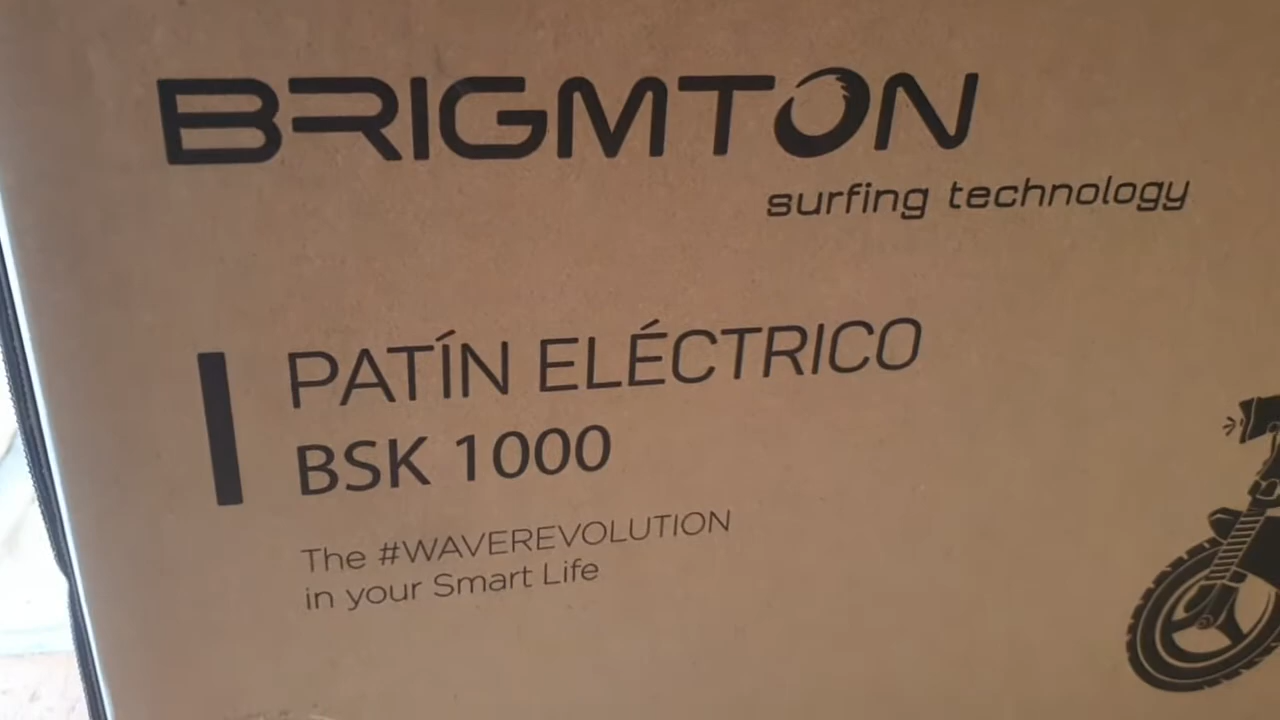 BRIGMTON
surfing technology
PATÍN ELÉCTRICO
BSK 1000
The #WAVEREVOLUTION
in your Smart Life